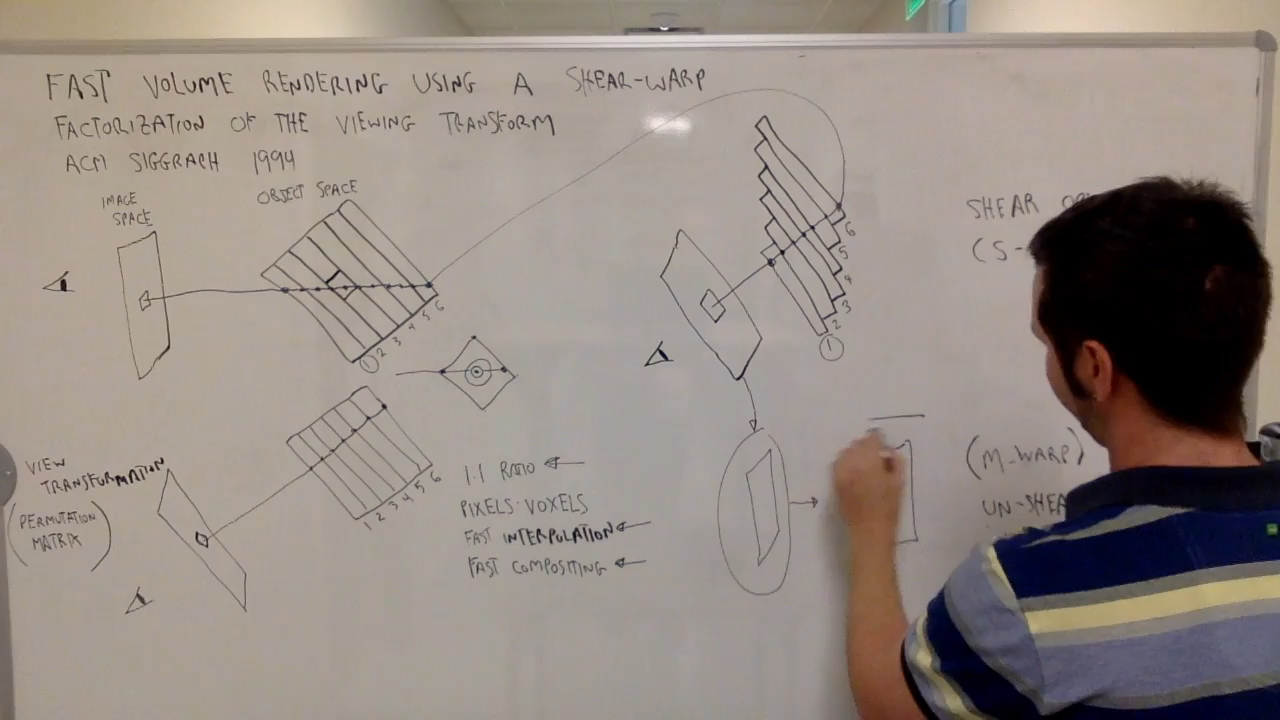 FAST VOLUME RENDERING USING A SHEAR-WARP
FACTORIZATION OF THE VIEWING TRANSFORM
ACM SIGGRAPH 1994
IMAGE
SPACE
OBJECT SPACE
1 2 3 4 5 6
6
5
4
3
2
1
SHEAR
(S-
VIEW
TRANSFORMATION
(PERMUTATION
MATRIX)
1 2 3 4 5 6
1:1 RATIO
PIXELS-VOXELS
FAST INTERPOLATION
FAST COMPOSITING
(M-WARP)
UN-SHEA